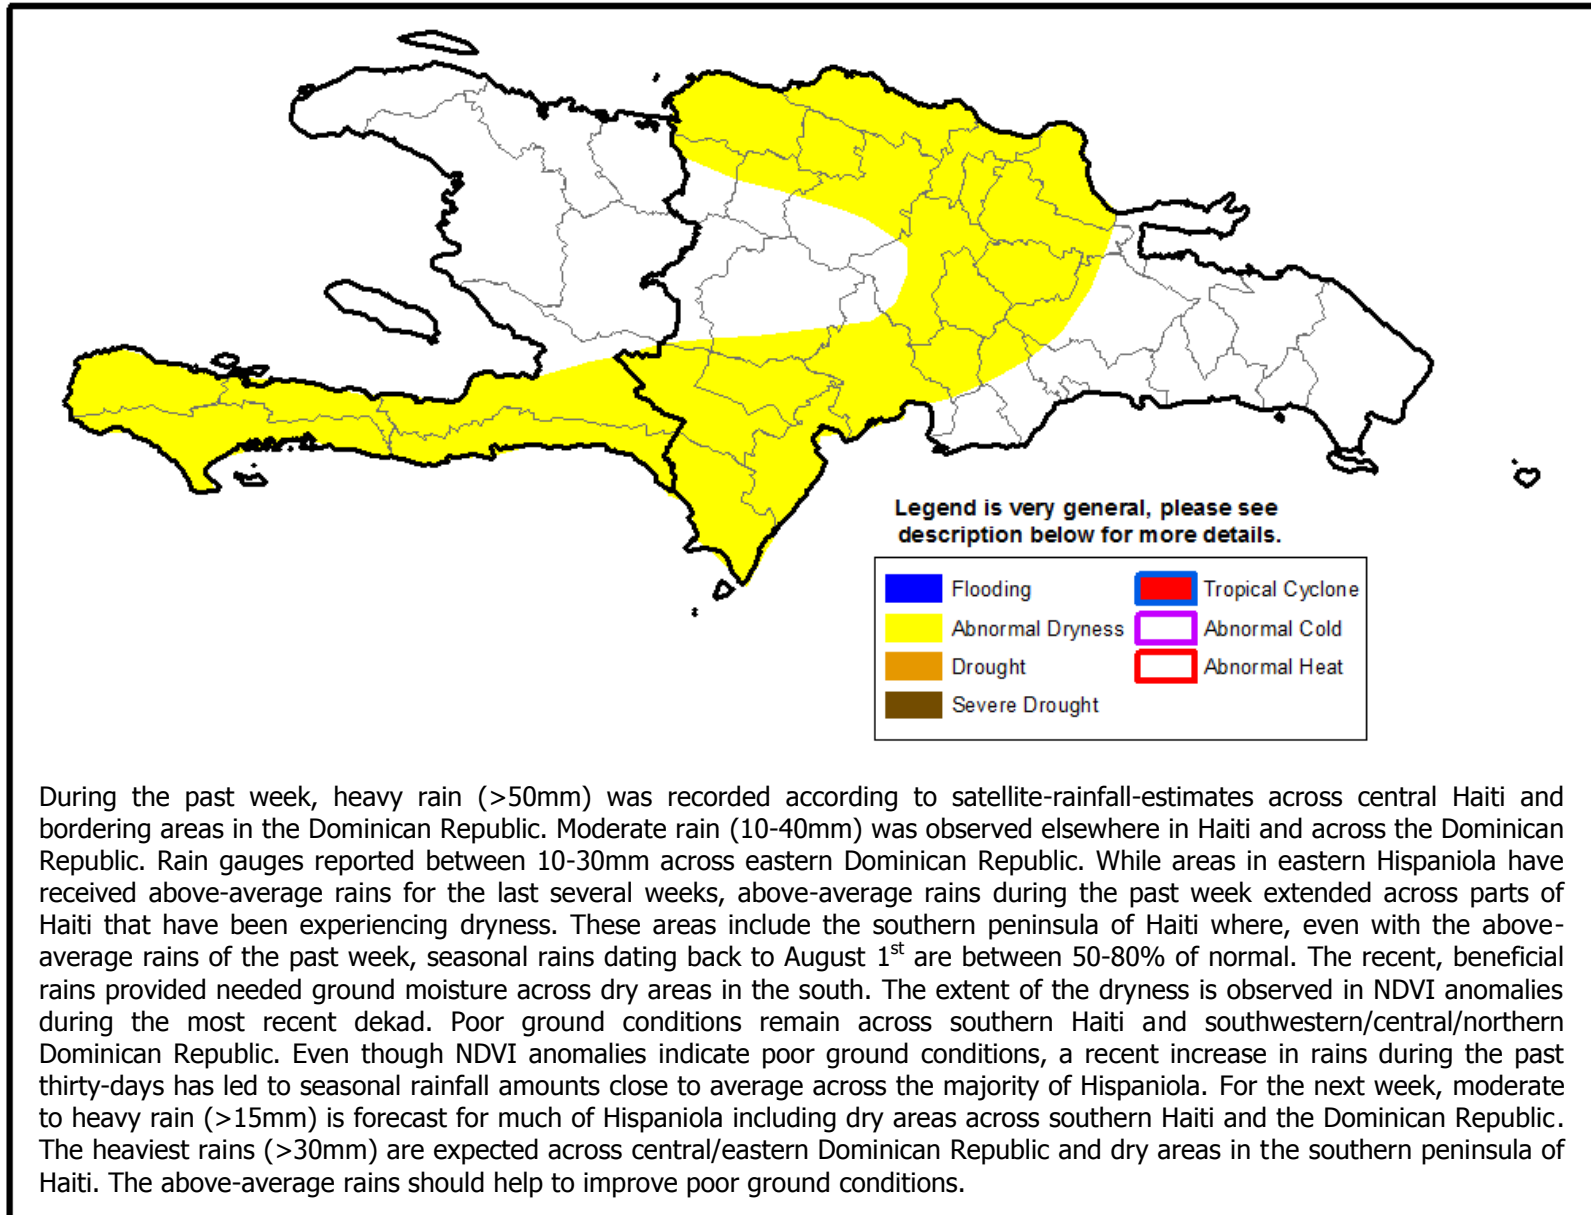 Legend is very general, please see
description below for more details.
Flooding
Tropical Cyclone
Abnormal Dryness
Abnormal Cold
Drought
Abnormal Heat
Severe Drought
During the past week, heavy rain (>50mm) was recorded according to satellite-rainfall-estimates across central Haiti and
bordering areas in the Dominican Republic. Moderate rain (10-40mm) was observed elsewhere in Haiti and across the Dominican
Republic. Rain gauges reported between 10-30mm across eastern Dominican Republic. While areas in eastern Hispaniola have
received above-average rains for the last several weeks, above-average rains during the past week extended across parts of
Haiti that have been experiencing dryness. These areas include the southern peninsula of Haiti where, even with the above-
average rains of the past week, seasonal rains dating back to August 1st are between 50-80% of normal. The recent, beneficial
rains provided needed ground moisture across dry areas in the south. The extent of the dryness is observed in NDVI anomalies
during the most recent dekad. Poor ground conditions remain across southern Haiti and southwestern/central/northern
Dominican Republic. Even though NDVI anomalies indicate poor ground conditions, a recent increase in rains during the past
thirty-days has led to seasonal rainfall amounts close to average across the majority of Hispaniola. For the next week, moderate
to heavy rain (>15mm) is forecast for much of Hispaniola including dry areas across southern Haiti and the Dominican Republic.
The heaviest rains (>30mm) are expected across central/eastern Dominican Republic and dry areas in the southern peninsula of
Haiti. The above-average rains should help to improve poor ground conditions.